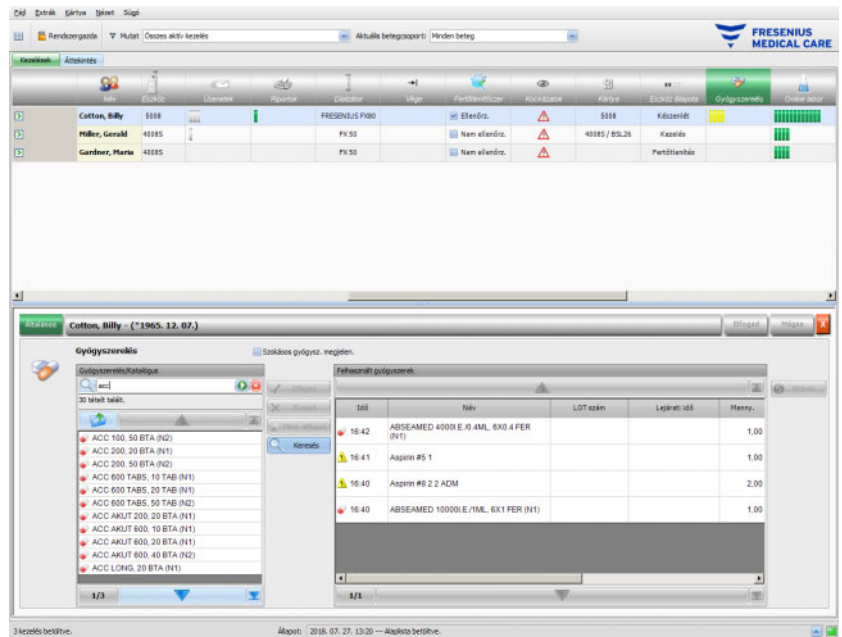 Fájl Extrák Kártya Nézet Súgó
Rendszergazda Mutat Összes aktív kezelés Aktuális betegcsoport: Minden beteg
FRESENIUS
MEDICAL CARE
Kezelések Áttekintés
Név Eszköz Üzenetek Riportok Dializátor Vége Fertőtlenítőszer Kockázatok Kártya Eszköz állapota Gyógyszerelés Online labor
Cotton, Billy 5008 FRESENIUS FX80 Ellenőrz. 5008 Készenlét
Miller, Gerald 4008S FX 50 Nem ellenőrz. 4008S / BSL26 Kezelés
Gardner, Maria 4008S FX 50 Nem ellenőrz. Fertőtlenítés
Általános Cotton, Billy - (*1965. 12. 07.) Elfogad Mégse X
Gyógyszerelés Szokásos gyógysz. megjelen.
Gyógyszerelés/Katalógus Felhasznált gyógyszerek
acc
30 tételt talált.
Elfogad
Keresés
Idő Név LOT szám Lejárati idő Menny.
ACC 100, 50 BTA (N2)
ACC 200, 20 BTA (N1)
ACC 200, 50 BTA (N2)
ACC 600 TABS, 10 TAB (N1)
ACC 600 TABS, 20 TAB (N1)
ACC 600 TABS, 50 TAB (N2)
ACC AKUT 200, 20 BTA (N1)
ACC AKUT 600, 10 BTA (N1)
ACC AKUT 600, 20 BTA (N1)
ACC AKUT 600, 40 BTA (N2)
ACC LONG, 20 BTA (N1)
16:42 ABSEAMED 4000I.E./0.4ML, 6X0.4 FER (N1) 1,00
16:41 Aspirin #5 1 1,00
16:40 Aspirin #8 2 2 ADM 2,00
16:40 ABSEAMED 10000I.E./1ML, 6X1 FER (N1) 1,00
1/3 1/1
3 kezelés betöltve. Állapot: 2018. 07. 27. 13:20 --- Alaplista betöltve.